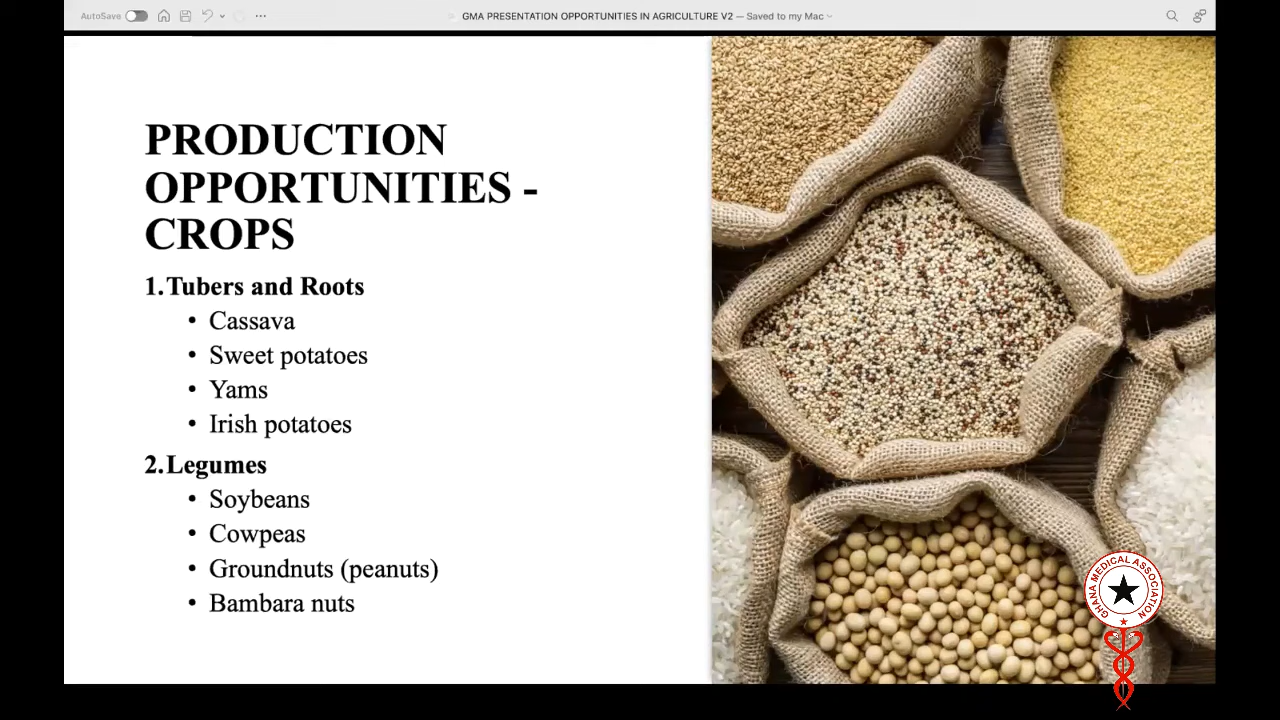 AutoSave
GMA PRESENTATION OPPORTUNITIES IN AGRICULTURE V2 — Saved to my Mac
PRODUCTION
OPPORTUNITIES -
CROPS
1. Tubers and Roots
• Cassava
• Sweet potatoes
• Yams
• Irish potatoes
2. Legumes
• Soybeans
• Cowpeas
• Groundnuts (peanuts)
• Bambara nuts
GHANA MEDICAL ASSOCIATION